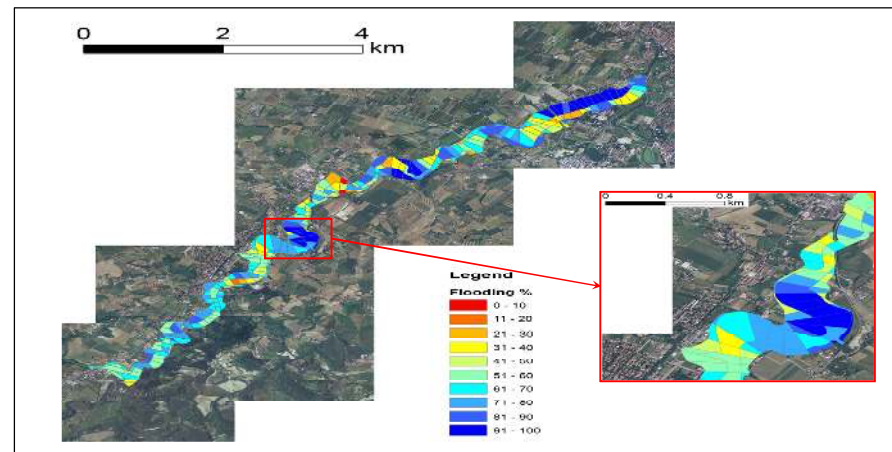 0 2 4
km
0 0.4 0.8
km
Legend
Flooding %
0 - 10
11 - 20
21 - 30
31 - 40
41 - 50
51 - 60
61 - 70
71 - 80
81 - 90
91 - 100